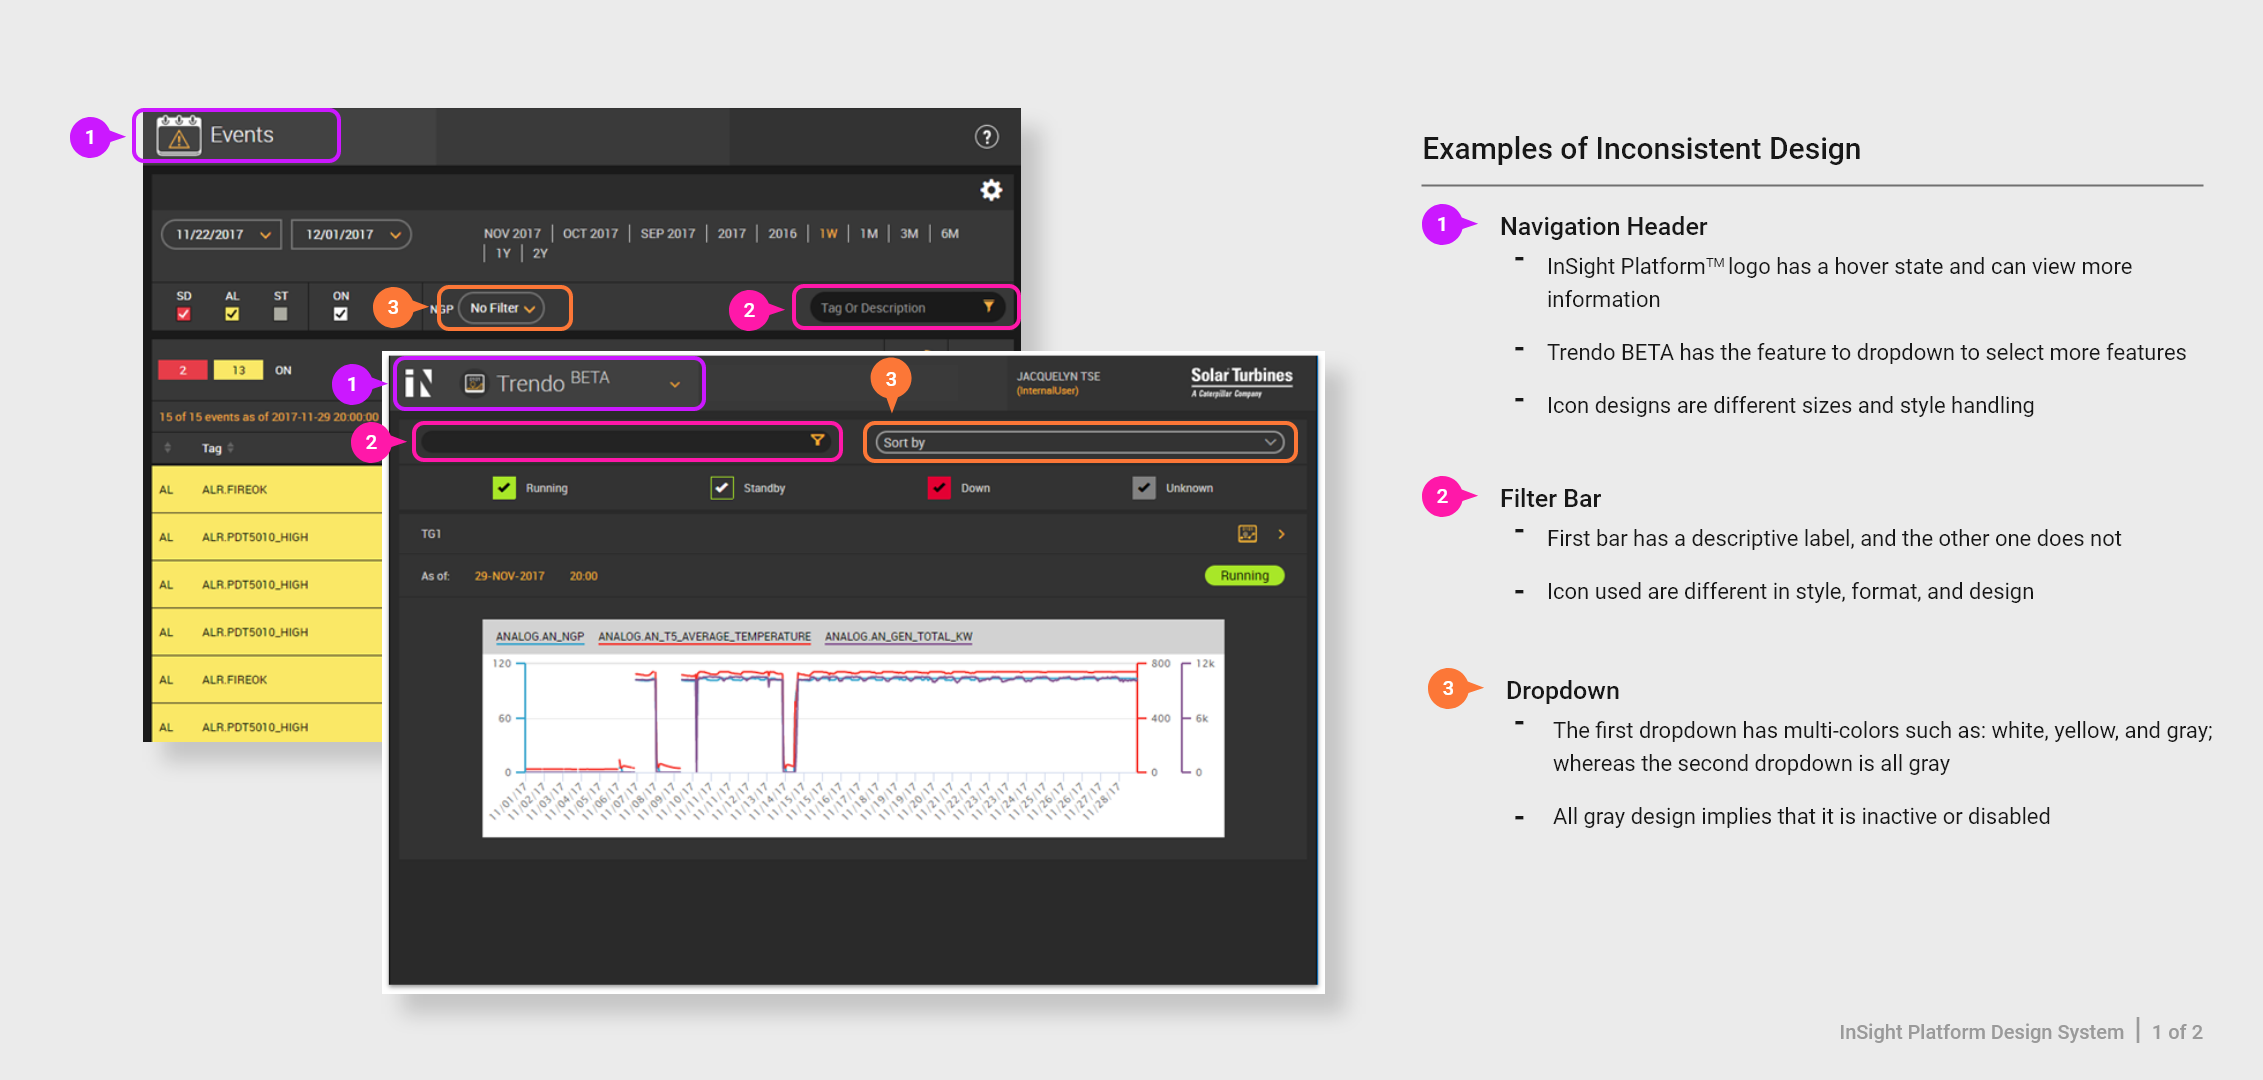 1
Events
?
11/22/2017
12/01/2017
NOV 2017 | OCT 2017 | SEP 2017 | 2017 | 2016 | 1W | 1M | 3M | 6M
| 1Y | 2Y
SD AL ST ON
3
NGP No Filter
2
Tag Or Description
2 13 ON
15 of 15 events as of 2017-11-29 20:00:00
Tag
AL ALR.FIREOK
AL ALR.PDT5010_HIGH
AL ALR.PDT5010_HIGH
AL ALR.PDT5010_HIGH
AL ALR.FIREOK
AL ALR.PDT5010_HIGH
1
iN Trendo BETA
3
JACQUELYN TSE
(InternalUser)
Solar Turbines
A Caterpillar Company
2
Sort by
Running Standby Down Unknown
TG1
As of: 29-NOV-2017 20:00 Running
ANALOG.AN_NGP ANALOG.AN_T5_AVERAGE_TEMPERATURE ANALOG.AN_GEN_TOTAL_KW
120 800 12k
60 400 6k
0 0 0
11/01/17 11/02/17 11/03/17 11/04/17 11/05/17 11/06/17 11/07/17 11/08/17 11/09/17 11/10/17 11/11/17 11/11/17 11/12/17 11/13/17 11/14/17 11/15/17 11/15/17 11/16/17 11/17/17 11/18/17 11/19/17 11/19/17 11/20/17 11/21/17 11/22/17 11/23/17 11/23/17 11/24/17 11/25/17 11/26/17 11/26/17 11/27/17 11/28/17
Examples of Inconsistent Design
1 Navigation Header
- InSight Platform™ logo has a hover state and can view more
information
- Trendo BETA has the feature to dropdown to select more features
- Icon designs are different sizes and style handling
2 Filter Bar
- First bar has a descriptive label, and the other one does not
- Icon used are different in style, format, and design
3 Dropdown
- The first dropdown has multi-colors such as: white, yellow, and gray;
whereas the second dropdown is all gray
- All gray design implies that it is inactive or disabled
InSight Platform Design System | 1 of 2